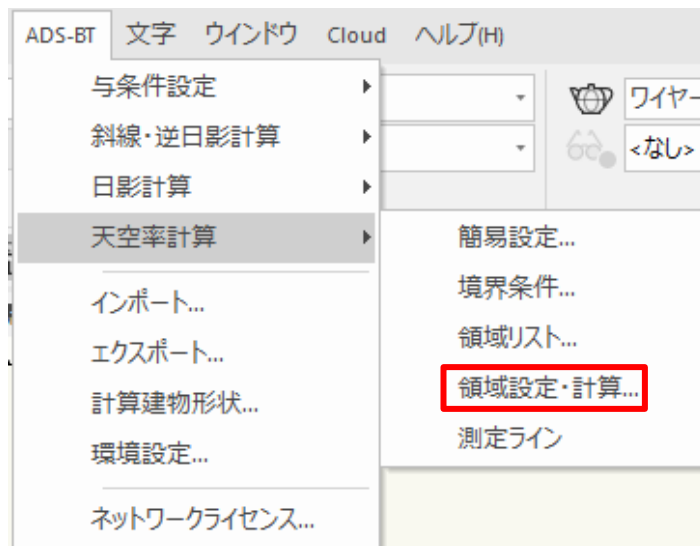 ADS-BT 文字 ウインドウ Cloud ヘルプ(H)
与条件設定
斜線・逆日影計算
日影計算
天空率計算
インポート...
エクスポート...
計算建物形状...
環境設定...
ネットワークライセンス...
ワイヤー
<なし>
簡易設定...
境界条件...
領域リスト...
領域設定・計算...
測定ライン